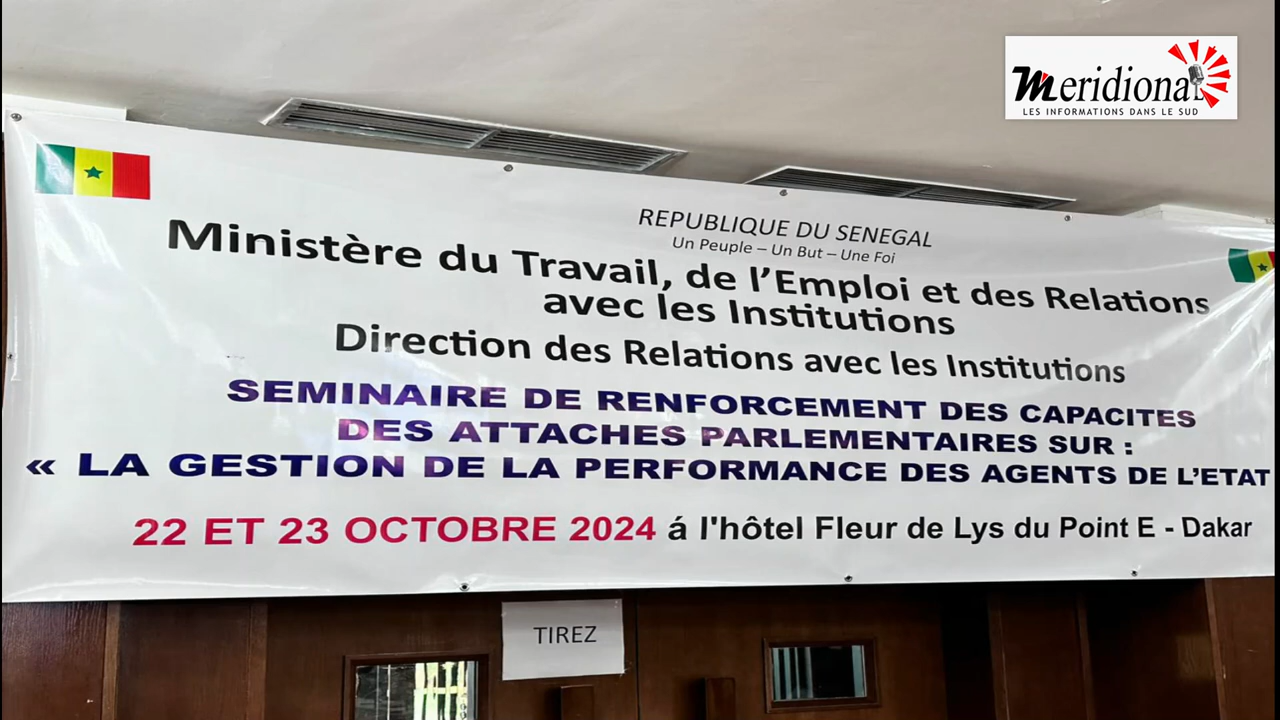 Meridional
LES INFORMATIONS DANS LE SUD
REPUBLIQUE DU SENEGAL
Un Peuple – Un But – Une Foi
Ministère du Travail, de l'Emploi et des Relations
avec les Institutions
Direction des Relations avec les Institutions
SEMINAIRE DE RENFORCEMENT DES CAPACITES
DES ATTACHES PARLEMENTAIRES SUR :
« LA GESTION DE LA PERFORMANCE DES AGENTS DE L'ETAT
22 ET 23 OCTOBRE 2024 á l'hôtel Fleur de Lys du Point E - Dakar
TIREZ